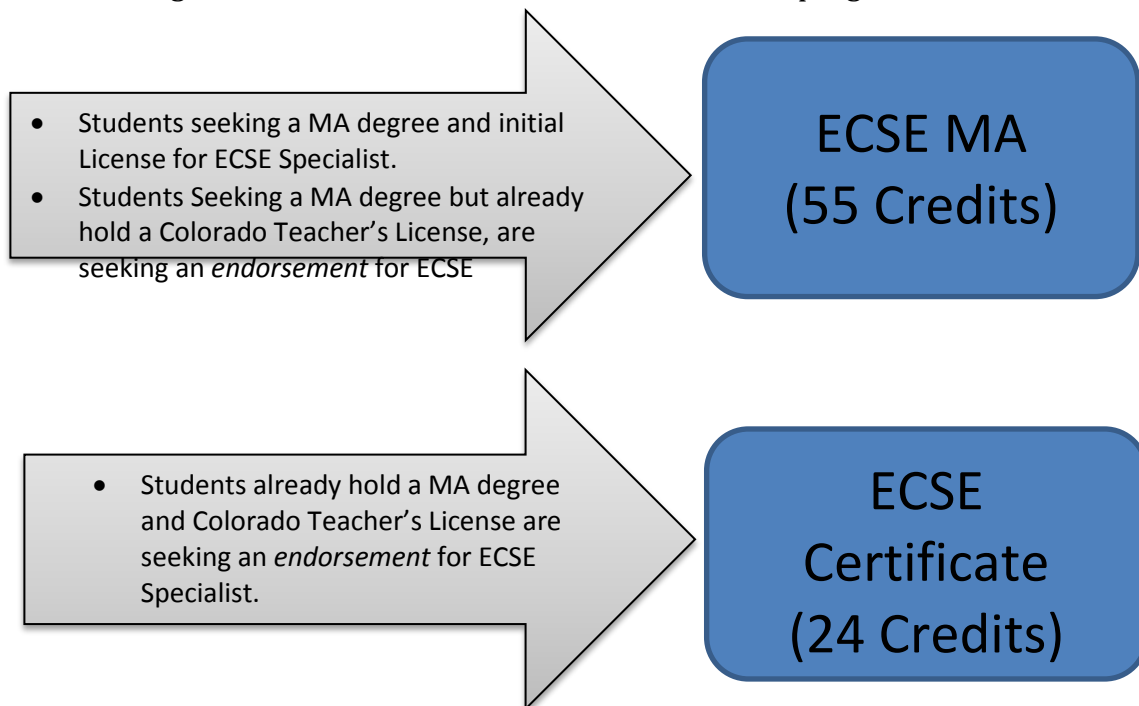 • Students seeking a MA degree and initial
License for ECSE Specialist.
• Students Seeking a MA degree but already
hold a Colorado Teacher’s License, are
seeking an endorsement for ECSE
ECSE MA
(55 Credits)
• Students already hold a MA degree
and Colorado Teacher’s License are
seeking an endorsement for ECSE
Specialist.
ECSE
Certificate
(24 Credits)